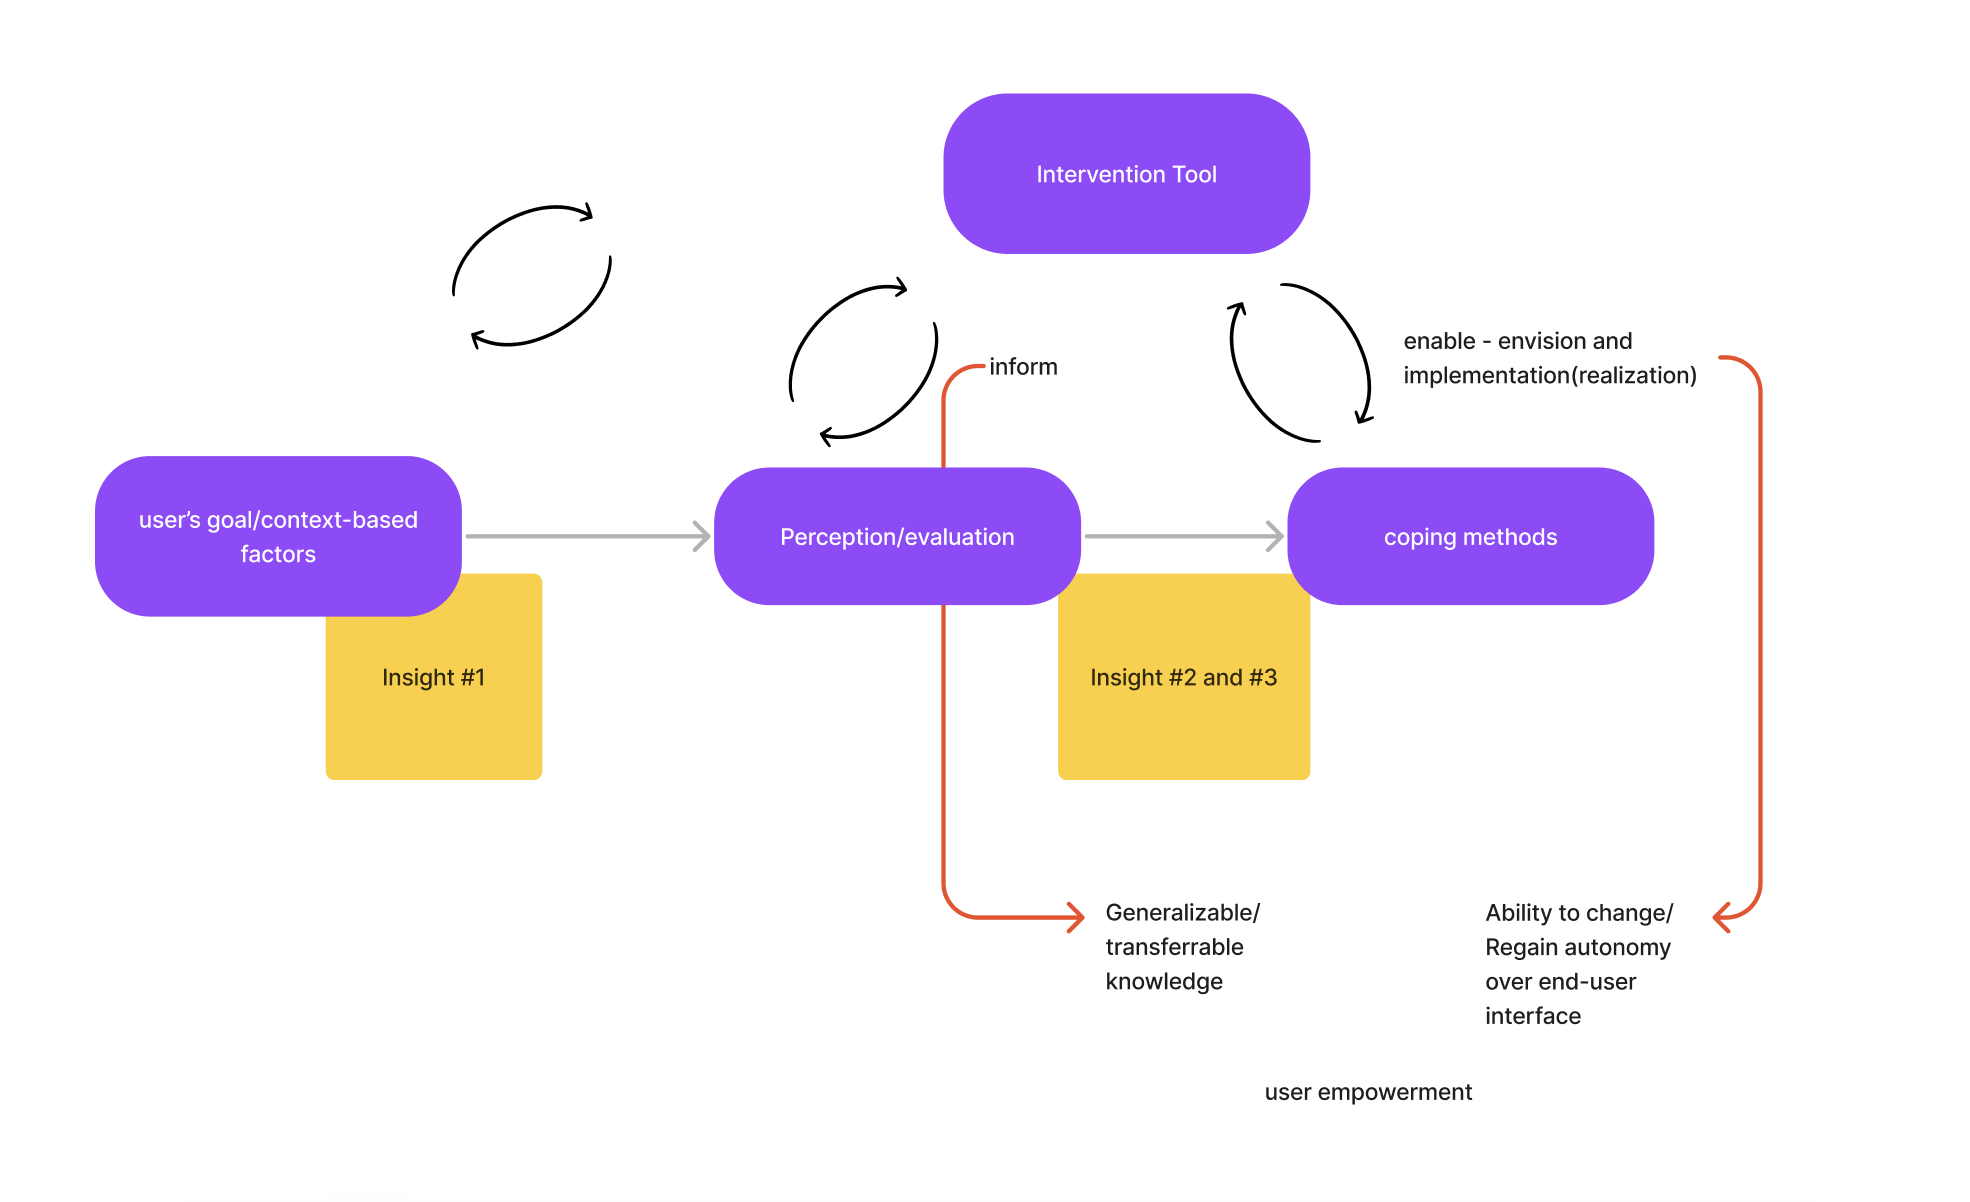 Intervention Tool
inform
enable - envision and
implementation(realization)
user’s goal/context-based
factors
Perception/evaluation
coping methods
Insight #1
Insight #2 and #3
Generalizable/
transferrable
knowledge
Ability to change/
Regain autonomy
over end-user
interface
user empowerment